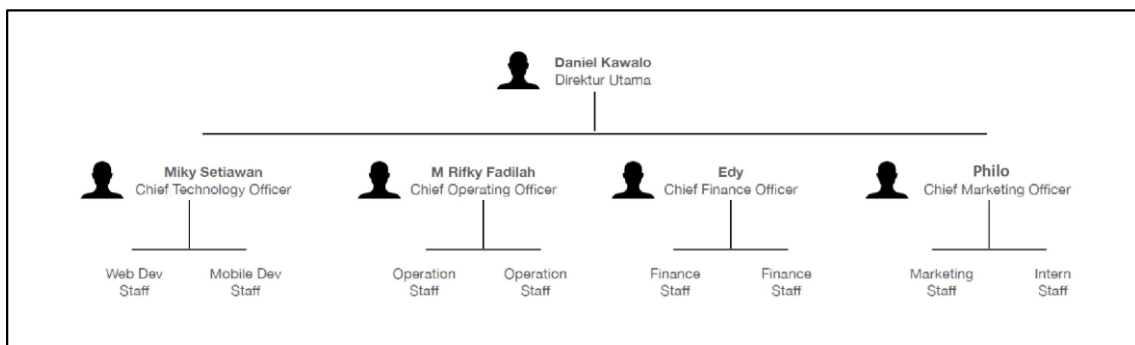 Daniel Kawalo
Direktur Utama
Miky Setiawan
Chief Technology Officer
M Rifky Fadilah
Chief Operating Officer
Edy
Chief Finance Officer
Philo
Chief Marketing Officer
Web Dev
Staff
Mobile Dev
Staff
Operation
Staff
Operation
Staff
Finance
Staff
Finance
Staff
Marketing
Staff
Intern
Staff